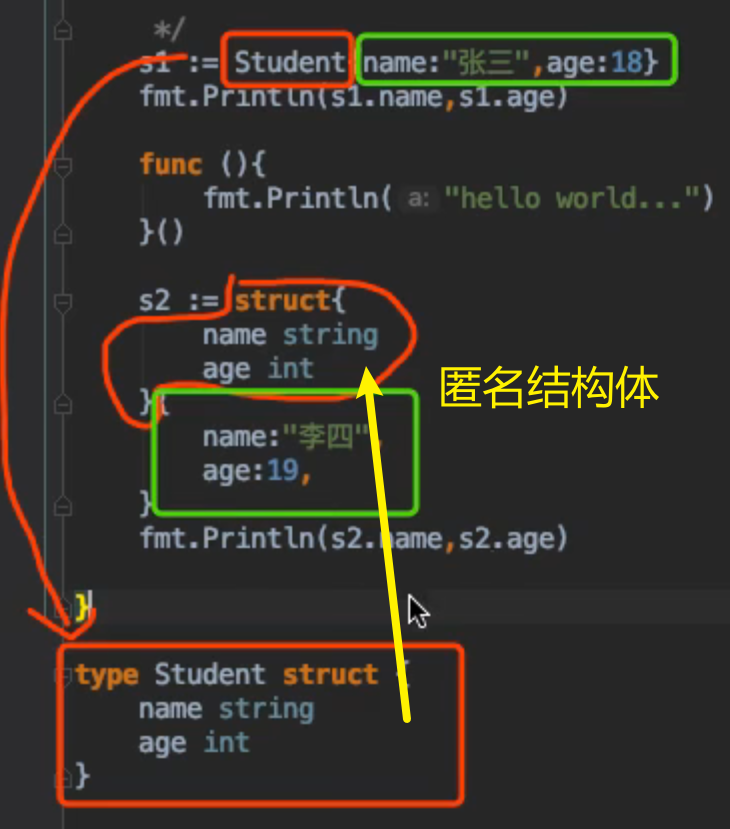 */
s1 := Student{name:"张三",age:18}
fmt.Println(s1.name,s1.age)
func (){
fmt.Println( a: "hello world...")
}()
s2 := struct{
name string
age int
}{
name:"李四",
age:19,
}
fmt.Println(s2.name,s2.age)
}
type Student struct {
name string
age int
}
匿名结构体